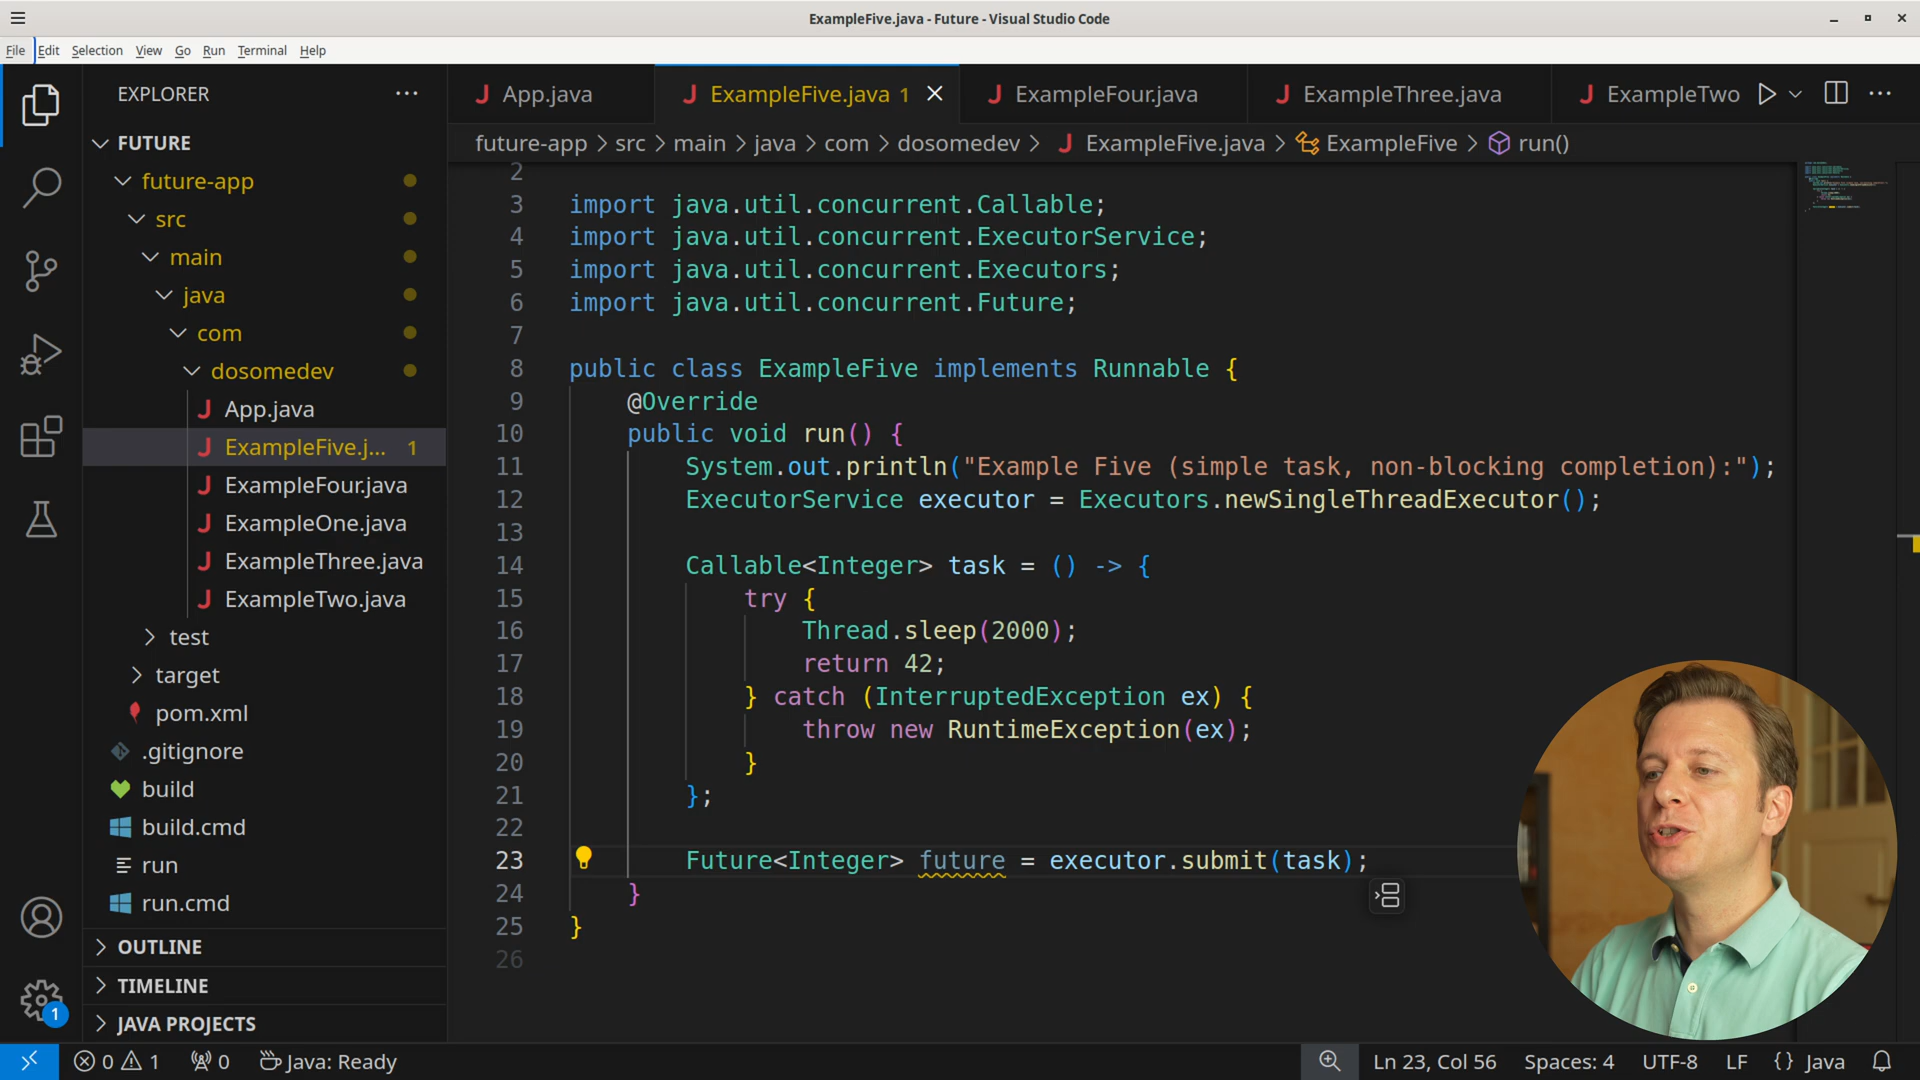 ExampleFive.java - Future - Visual Studio Code
File Edit Selection View Go Run Terminal Help
EXPLORER
FUTURE
future-app
src
main
java
com
dosomedev
App.java
ExampleFive.j... 1
ExampleFour.java
ExampleOne.java
ExampleThree.java
ExampleTwo.java
test
target
pom.xml
.gitignore
build
build.cmd
run
run.cmd
OUTLINE
TIMELINE
JAVA PROJECTS
1
App.java ExampleFive.java 1 ExampleFour.java ExampleThree.java ExampleTwo
future-app > src > main > java > com > dosomedev > ExampleFive.java > ExampleFive > run()
2
3 import java.util.concurrent.Callable;
4 import java.util.concurrent.ExecutorService;
5 import java.util.concurrent.Executors;
6 import java.util.concurrent.Future;
7
8 public class ExampleFive implements Runnable {
9 @Override
10 public void run() {
11 System.out.println("Example Five (simple task, non-blocking completion):");
12 ExecutorService executor = Executors.newSingleThreadExecutor();
13
14 Callable<Integer> task = () -> {
15 try {
16 Thread.sleep(2000);
17 return 42;
18 } catch (InterruptedException ex) {
19 throw new RuntimeException(ex);
20 }
21 };
22
23 Future<Integer> future = executor.submit(task);
24 }
25 }
26
0 1 0 Java: Ready Ln 23, Col 56 Spaces: 4 UTF-8 LF {} Java